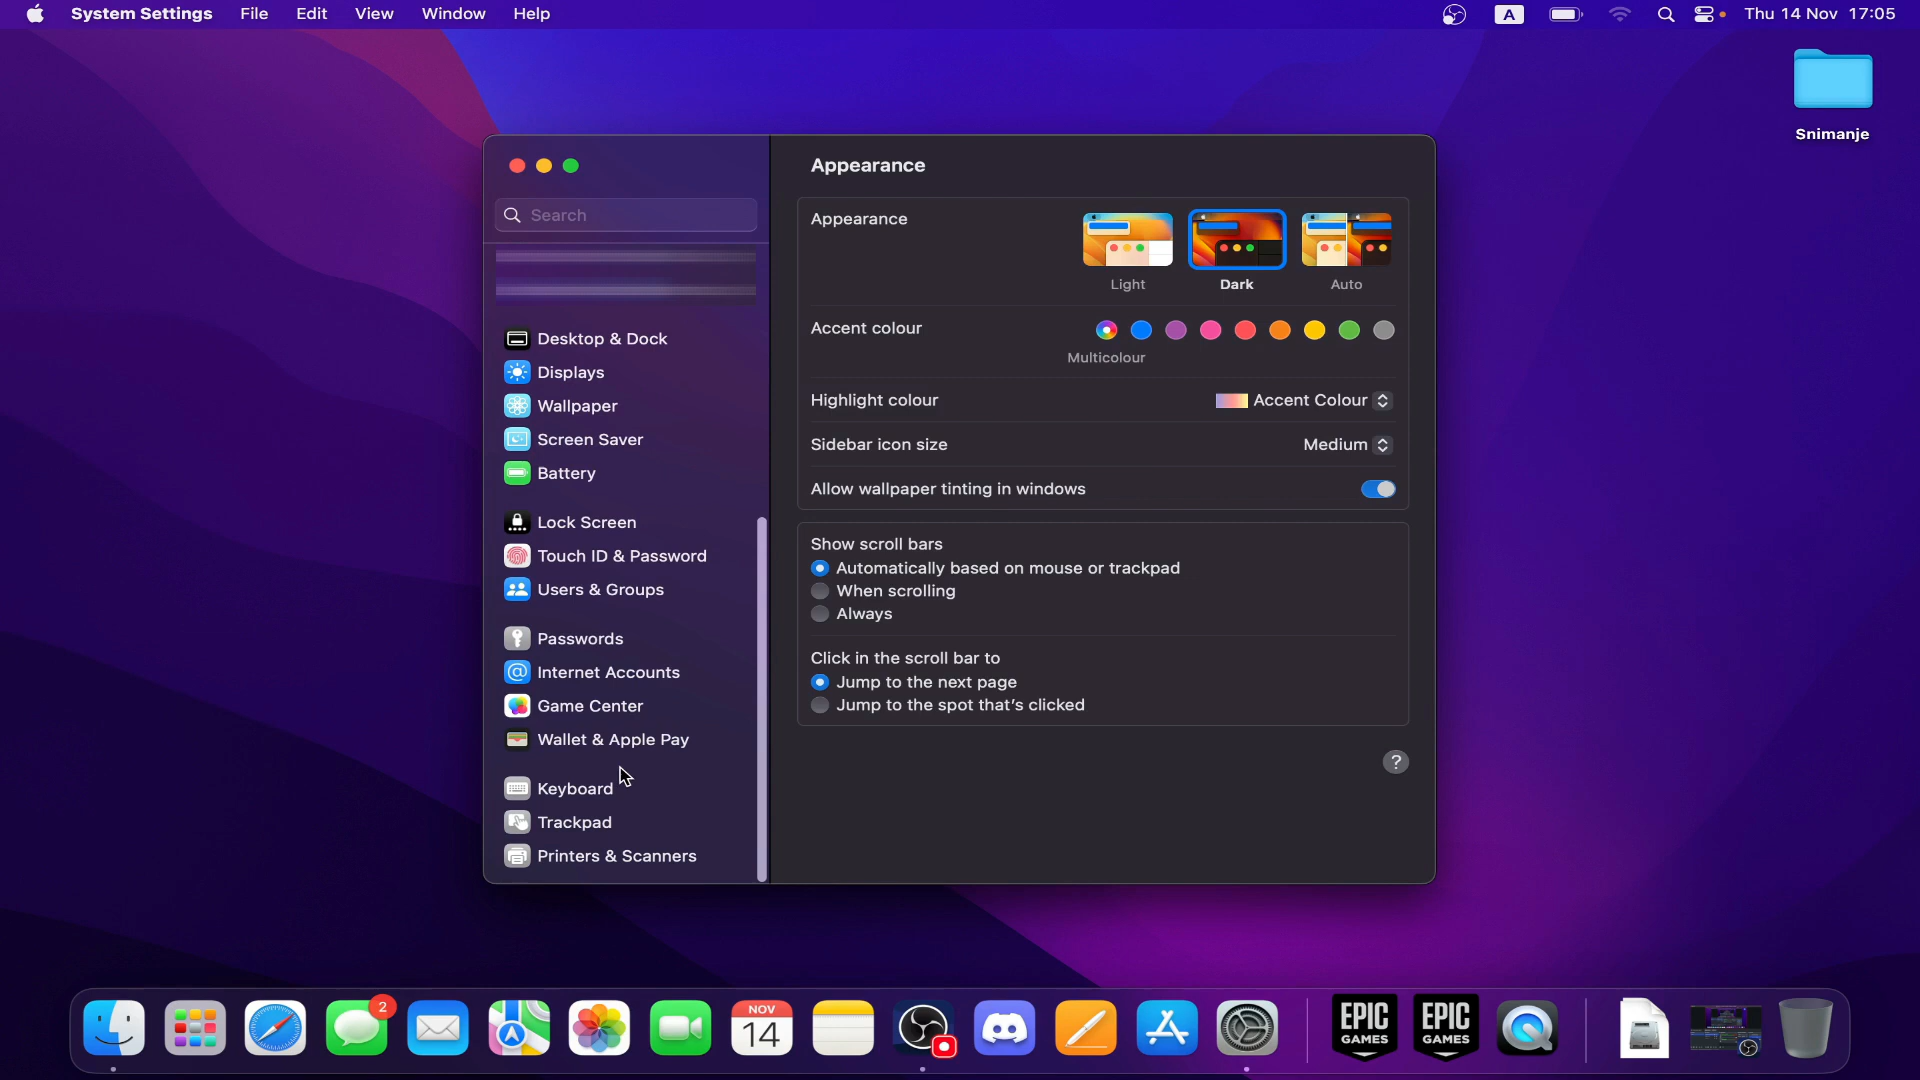 System Settings File Edit View Window Help
A Thu 14 Nov 17:05
Snimanje
Search
Desktop & Dock
Displays
Wallpaper
Screen Saver
Battery
Lock Screen
Touch ID & Password
Users & Groups
Passwords
Internet Accounts
Game Center
Wallet & Apple Pay
Keyboard
Trackpad
Printers & Scanners
Appearance
Appearance
Light Dark Auto
Accent colour
Multicolour
Highlight colour Accent Colour
Sidebar icon size Medium
Allow wallpaper tinting in windows
Show scroll bars
Automatically based on mouse or trackpad
When scrolling
Always
Click in the scroll bar to
Jump to the next page
Jump to the spot that's clicked
?
2
NOV
14
EPIC
GAMES
EPIC
GAMES